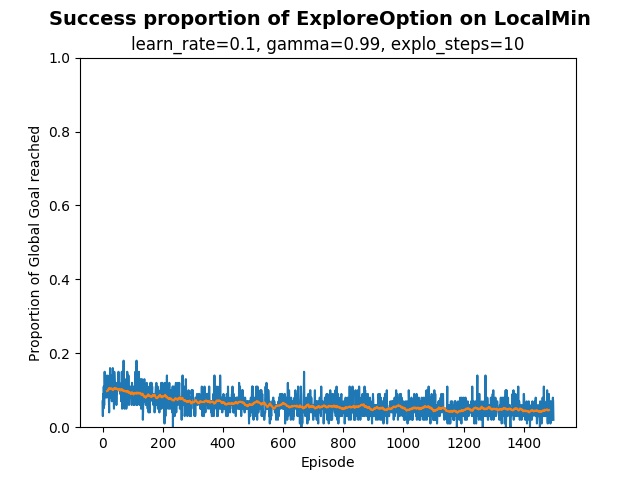 Success proportion of ExploreOption on LocalMin
learn_rate=0.1, gamma=0.99, explo_steps=10
Proportion of Global Goal reached
1.0
0.8
0.6
0.4
0.2
0.0
0 200 400 600 800 1000 1200 1400
Episode